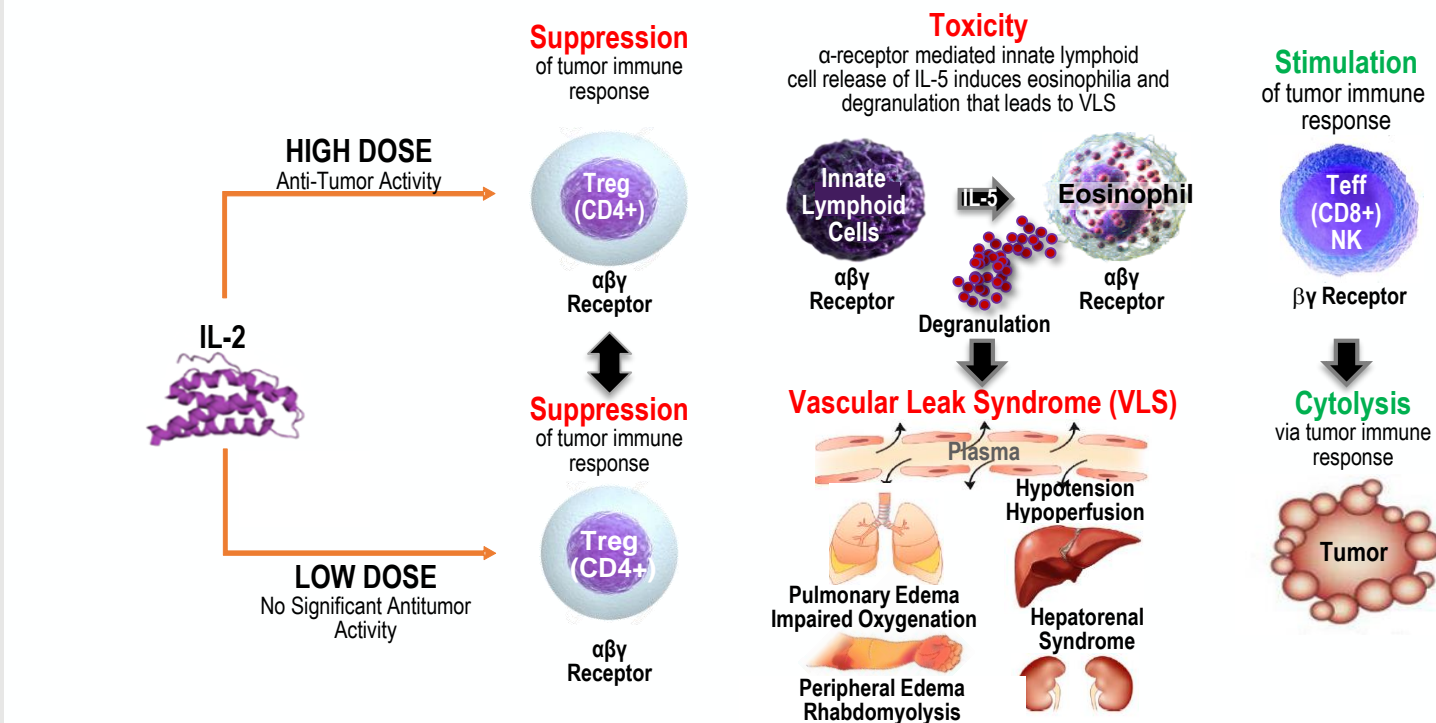 Suppression
of tumor immune
response
Toxicity
α-receptor mediated innate lymphoid
cell release of IL-5 induces eosinophilia and
degranulation that leads to VLS
Stimulation
of tumor immune
response
HIGH DOSE
Anti-Tumor Activity
Treg
(CD4+)
Innate
Lymphoid
Cells
IL-5
Eosinophil
Teff
(CD8+)
NK
αβγ
Receptor
αβγ
Receptor
Degranulation
αβγ
Receptor
βγ Receptor
IL-2
Suppression
of tumor immune
response
Vascular Leak Syndrome (VLS)
Plasma
Cytolysis
via tumor immune
response
Hypotension
Hypoperfusion
Treg
(CD4+)
Tumor
LOW DOSE
No Significant Antitumor
Activity
Pulmonary Edema
Impaired Oxygenation
Hepatorenal
Syndrome
αβγ
Receptor
Peripheral Edema
Rhabdomyolysis